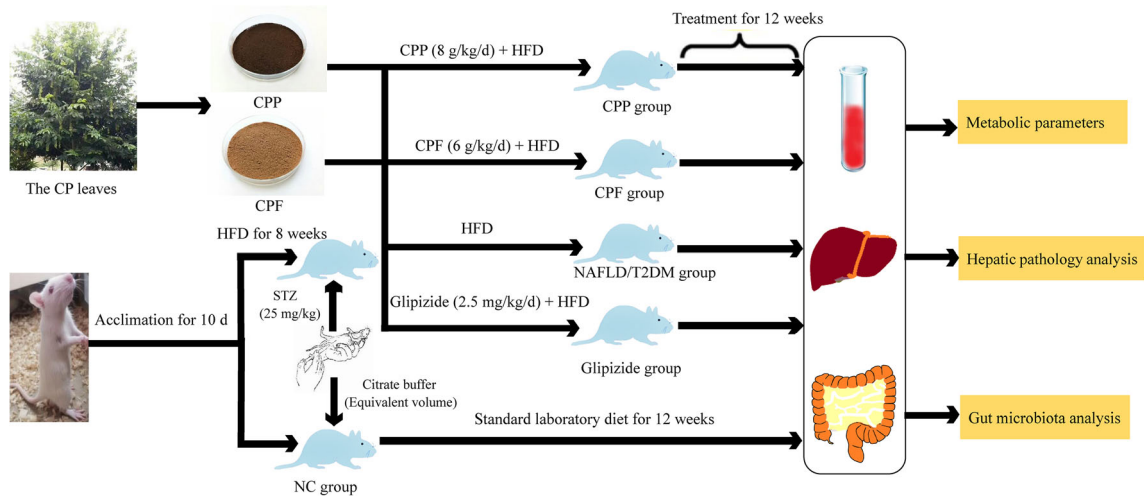 Treatment for 12 weeks
CPP (8 g/kg/d) + HFD
CPP
CPP group
Metabolic parameters
CPF (6 g/kg/d) + HFD
The CP leaves
CPF
CPF group
HFD for 8 weeks
HFD
NAFLD/T2DM group
Hepatic pathology analysis
STZ
(25 mg/kg)
Glipizide (2.5 mg/kg/d) + HFD
Acclimation for 10 d
Glipizide group
Citrate buffer
(Equivalent volume)
Standard laboratory diet for 12 weeks
Gut microbiota analysis
NC group